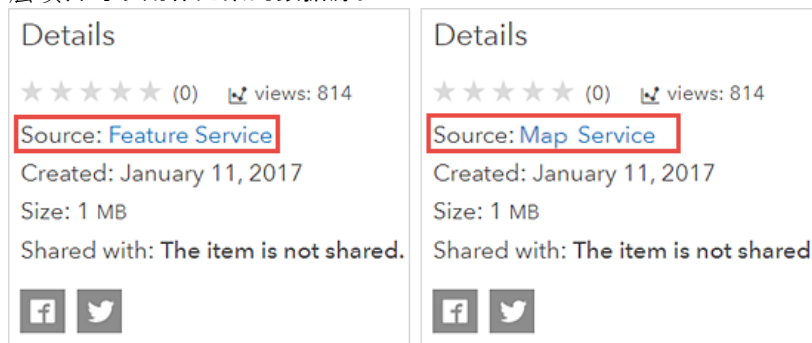 Details
(0) views: 814
Source: Feature Service
Created: January 11, 2017
Size: 1 MB
Shared with: The item is not shared.
Details
(0) views: 814
Source: Map Service
Created: January 11, 2017
Size: 1 MB
Shared with: The item is not shared